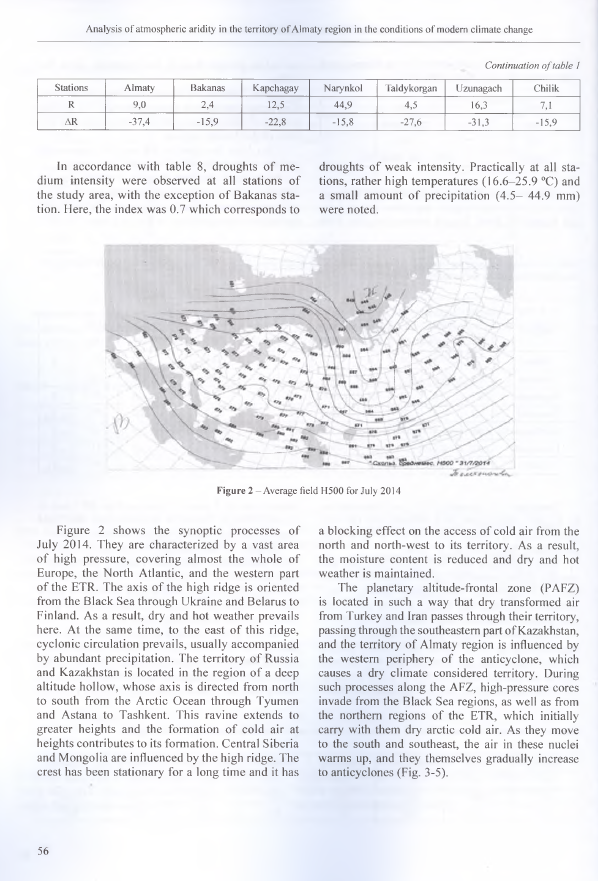 Analysis of atmospheric aridity in the territory of Almaty region in the conditions of modern climate change
Continuation of table 1
Stations Almaty Bakanas Kapchagay Narynkol Taldykorgan Uzunagach Chilik
R 9,0 2,4 12,5 44,9 4,5 16,3 7,1
ΔR -37,4 -15,9 -22,8 -15,8 -27,6 -31,3 -15,9
In accordance with table 8, droughts of me-
dium intensity were observed at all stations of
the study area, with the exception of Bakanas sta-
tion. Here, the index was 0.7 which corresponds to
droughts of weak intensity. Practically at all sta-
tions, rather high temperatures (16.6–25.9 ºC) and
a small amount of precipitation (4.5– 44.9 mm)
were noted.
H500 " 31/7/2014
Figure 2 – Average field H500 for July 2014
Figure 2 shows the synoptic processes of
July 2014. They are characterized by a vast area
of high pressure, covering almost the whole of
Europe, the North Atlantic, and the western part
of the ETR. The axis of the high ridge is oriented
from the Black Sea through Ukraine and Belarus to
Finland. As a result, dry and hot weather prevails
here. At the same time, to the east of this ridge,
cyclonic circulation prevails, usually accompanied
by abundant precipitation. The territory of Russia
and Kazakhstan is located in the region of a deep
altitude hollow, whose axis is directed from north
to south from the Arctic Ocean through Tyumen
and Astana to Tashkent. This ravine extends to
greater heights and the formation of cold air at
heights contributes to its formation. Central Siberia
and Mongolia are influenced by the high ridge. The
crest has been stationary for a long time and it has
a blocking effect on the access of cold air from the
north and north-west to its territory. As a result,
the moisture content is reduced and dry and hot
weather is maintained.
The planetary altitude-frontal zone (PAFZ)
is located in such a way that dry transformed air
from Turkey and Iran passes through their territory,
passing through the southeastern part of Kazakhstan,
and the territory of Almaty region is influenced by
the western periphery of the anticyclone, which
causes a dry climate considered territory. During
such processes along the AFZ, high-pressure cores
invade from the Black Sea regions, as well as from
the northern regions of the ETR, which initially
carry with them dry arctic cold air. As they move
to the south and southeast, the air in these nuclei
warms up, and they themselves gradually increase
to anticyclones (Fig. 3-5).
56